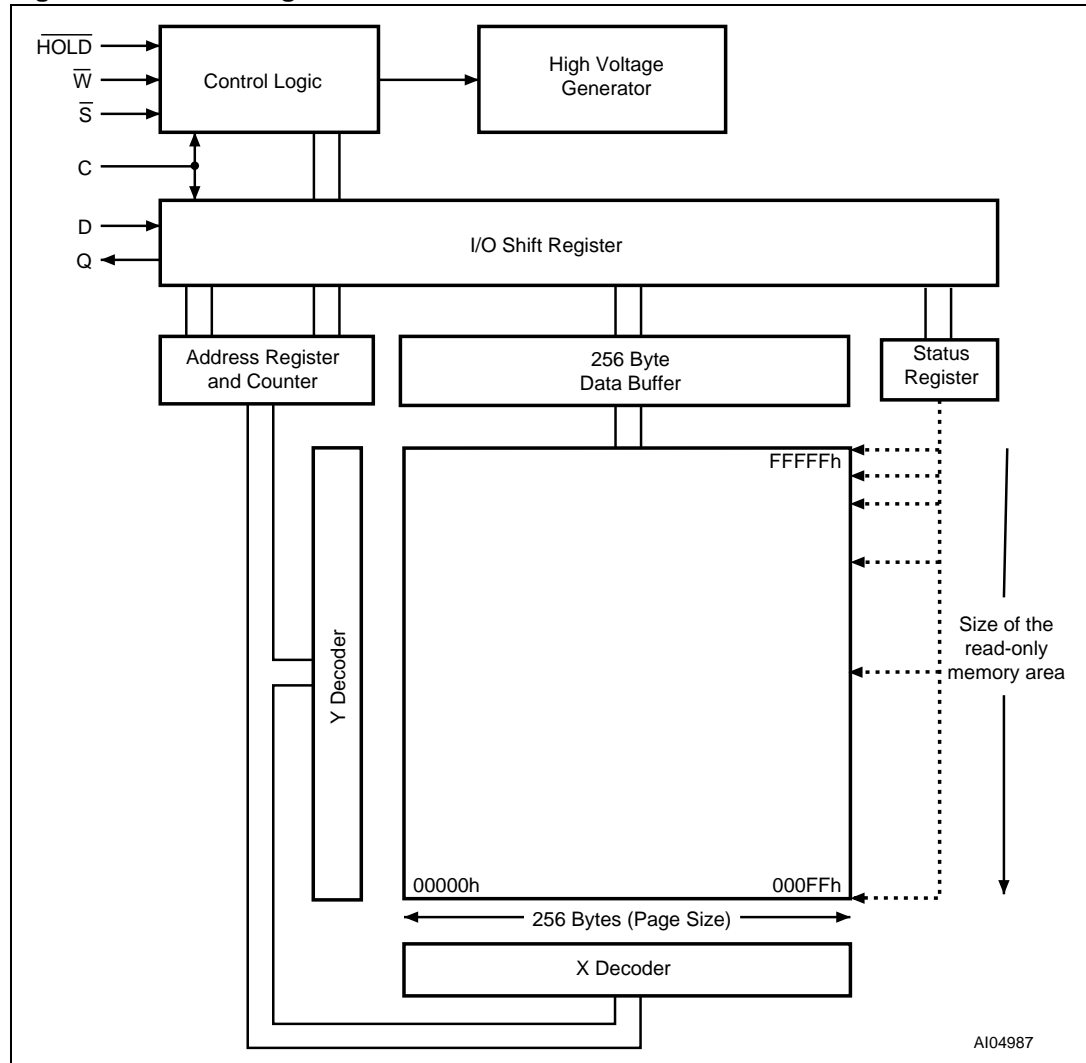 HOLD
W
S
C
D
Q
Control Logic
High Voltage
Generator
I/O Shift Register
Address Register
and Counter
256 Byte
Data Buffer
Status
Register
FFFFFh
Y Decoder
Size of the
read-only
memory area
00000h
000FFh
256 Bytes (Page Size)
X Decoder
AI04987